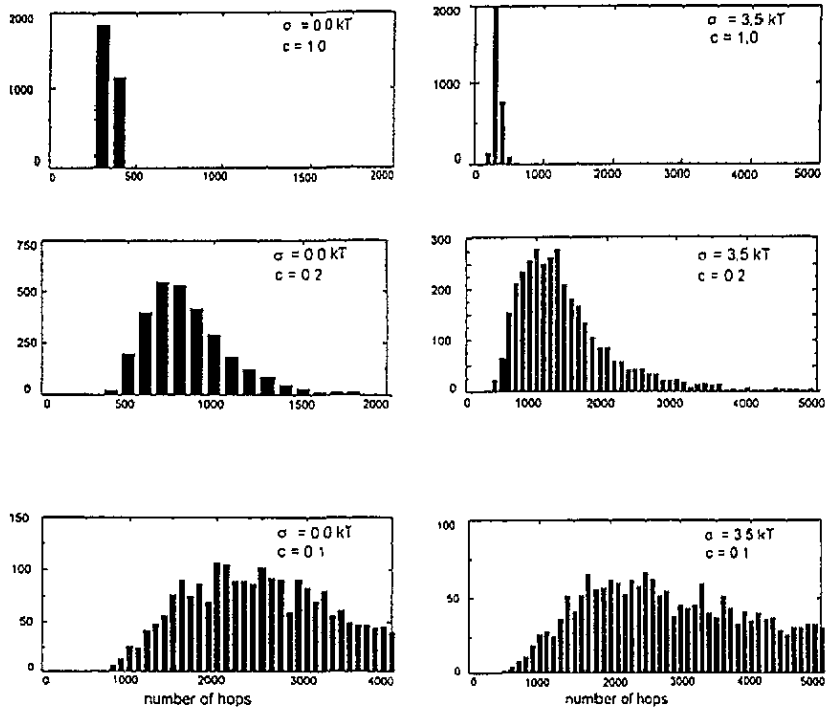 2000
1000
0
σ = 0.0 kT
c = 1.0
0 500 1000 1500 2000
2000
1000
0
σ = 3.5 kT
c = 1.0
0 1000 2000 3000 4000 5000
750
500
250
0
σ = 0.0 kT
c = 0.2
0 500 1000 1500 2000
300
200
100
0
σ = 3.5 kT
c = 0.2
0 1000 2000 3000 4000 5000
150
100
50
0
σ = 0.0 kT
c = 0.1
0 1000 2000 3000 4000
number of hops
100
50
0
σ = 3.5 kT
c = 0.1
0 1000 2000 3000 4000 5000
number of hops